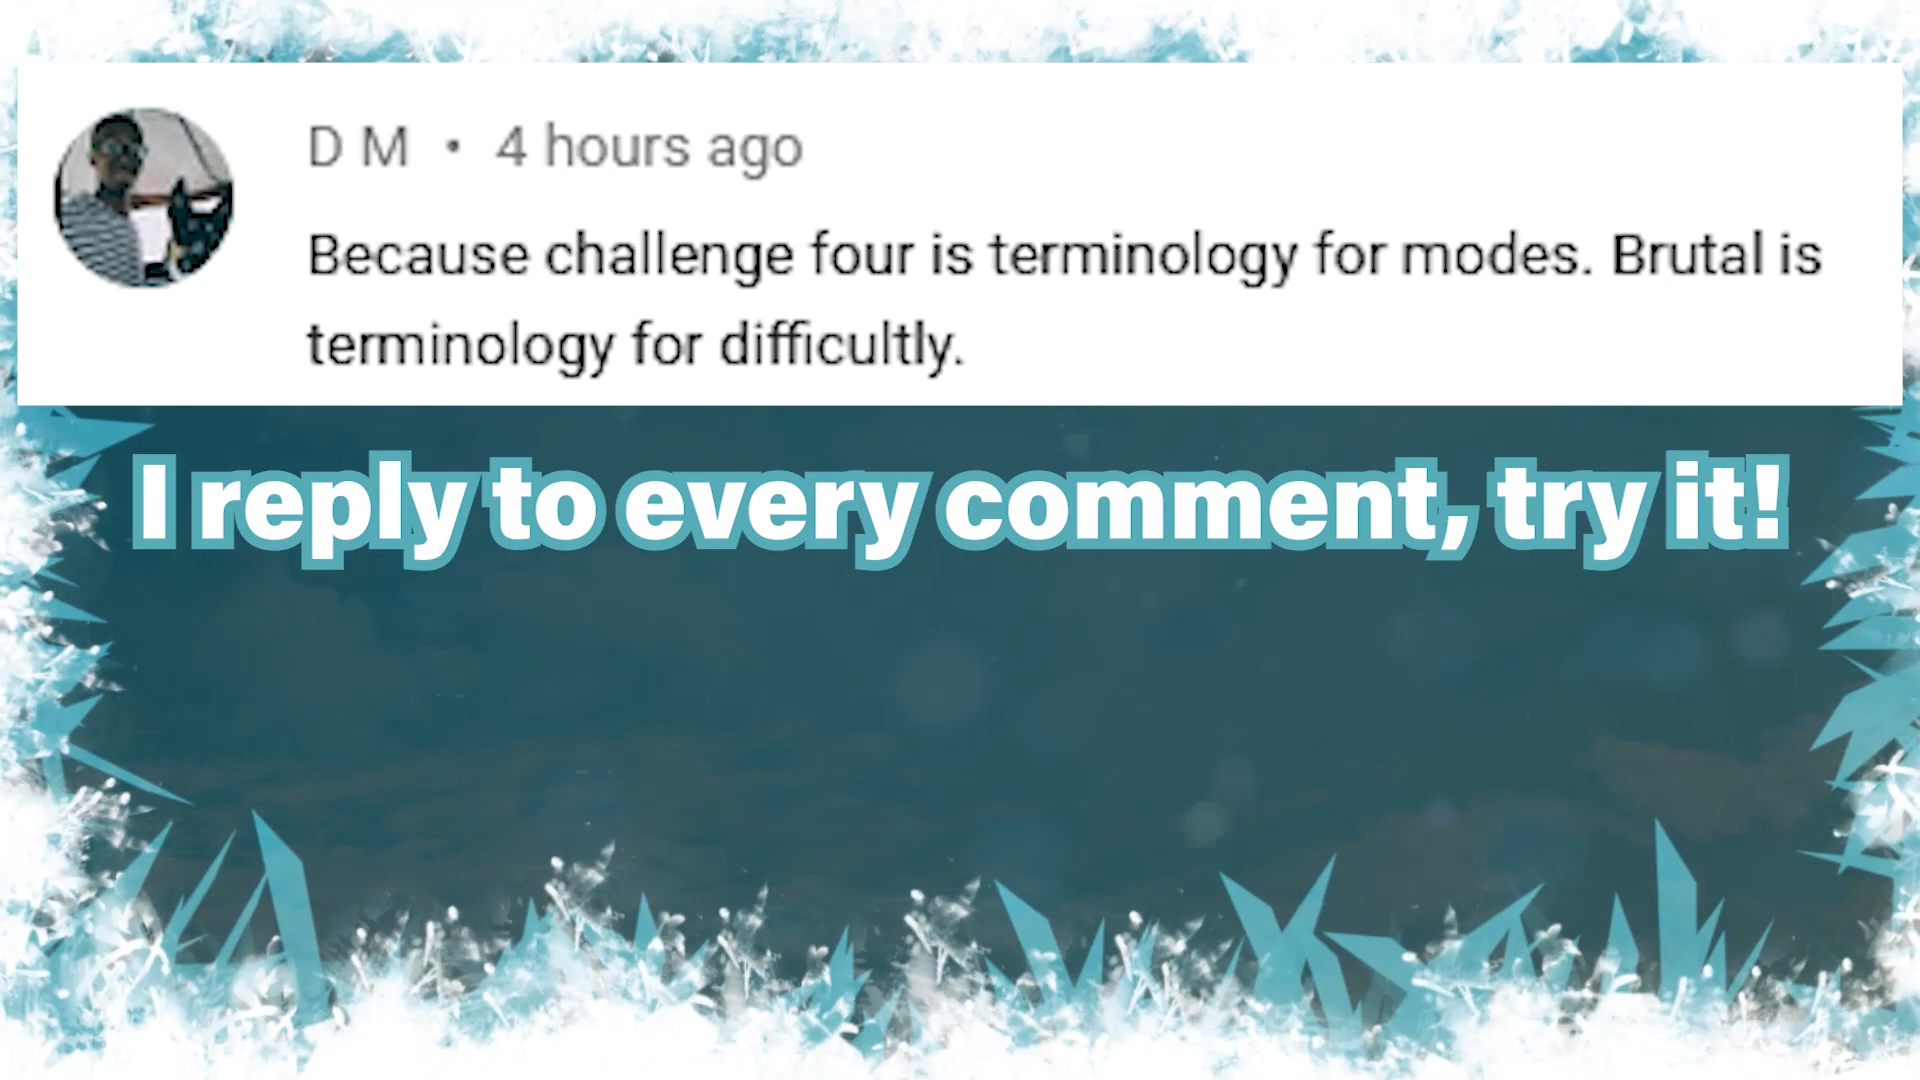 D M • 4 hours ago
Because challenge four is terminology for modes. Brutal is
terminology for difficultly.
I reply to every comment, try it!